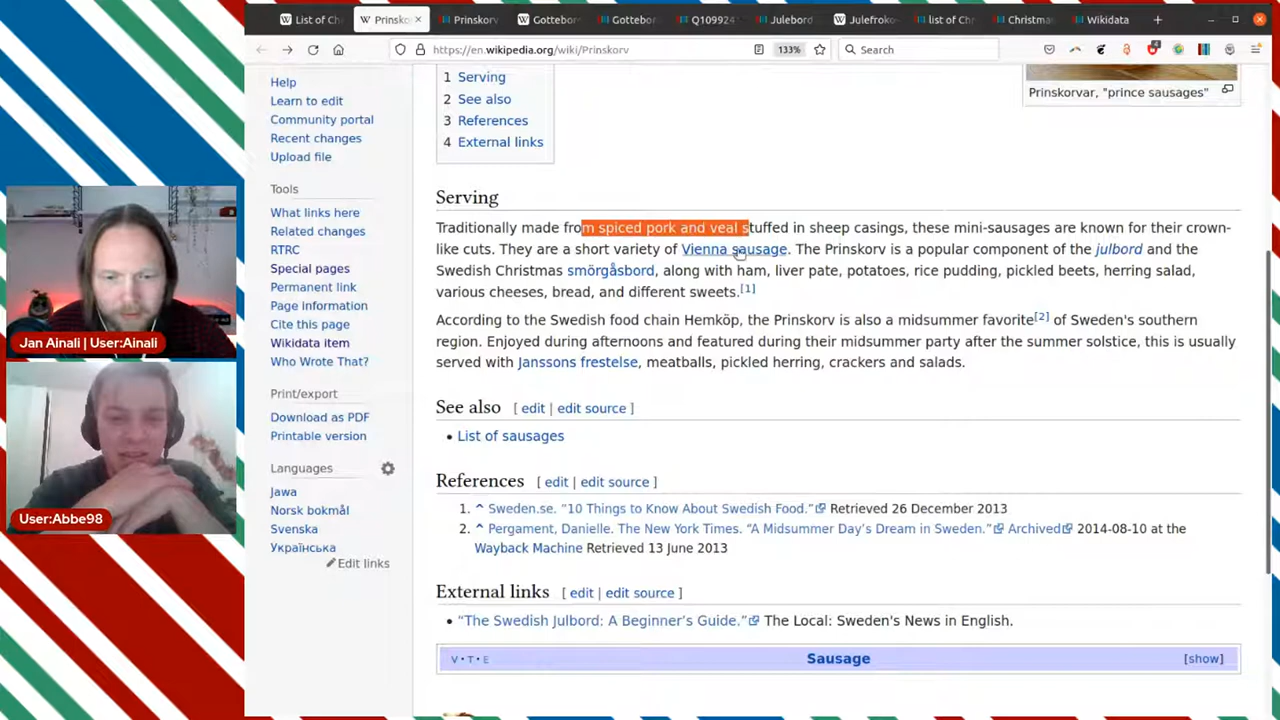 List of Ch
Prinsko
Prinskorv
Gottebor
Gottebor
Q109924
Julebord
Julefroko
list of Chr
Christmas
Wikidata
https://en.wikipedia.org/wiki/Prinskorv
133%
Search
Help
Learn to edit
Community portal
Recent changes
Upload file
Tools
What links here
Related changes
RTRC
Special pages
Permanent link
Page information
Cite this page
Wikidata item
Who Wrote That?
Print/export
Download as PDF
Printable version
Languages
Jawa
Norsk bokmål
Svenska
Українська
Edit links
1 Serving
2 See also
3 References
4 External links
Prinskorvar, "prince sausages"
Serving
Traditionally made from spiced pork and veal stuffed in sheep casings, these mini-sausages are known for their crown-
like cuts. They are a short variety of Vienna sausage. The Prinskorv is a popular component of the julbord and the
Swedish Christmas smörgåsbord, along with ham, liver pate, potatoes, rice pudding, pickled beets, herring salad,
various cheeses, bread, and different sweets.[1]
According to the Swedish food chain Hemköp, the Prinskorv is also a midsummer favorite[2] of Sweden's southern
region. Enjoyed during afternoons and featured during their midsummer party after the summer solstice, this is usually
served with Janssons frestelse, meatballs, pickled herring, crackers and salads.
See also [ edit | edit source ]
• List of sausages
References [ edit | edit source ]
1. ^ Sweden.se. "10 Things to Know About Swedish Food." Retrieved 26 December 2013
2. ^ Pergament, Danielle. The New York Times. "A Midsummer Day's Dream in Sweden." Archived 2014-08-10 at the
Wayback Machine Retrieved 13 June 2013
External links [ edit | edit source ]
• "The Swedish Julbord: A Beginner's Guide." The Local: Sweden's News in English.
V • T • E
Sausage
[show]
Jan Ainali | User:Ainali
User:Abbe98